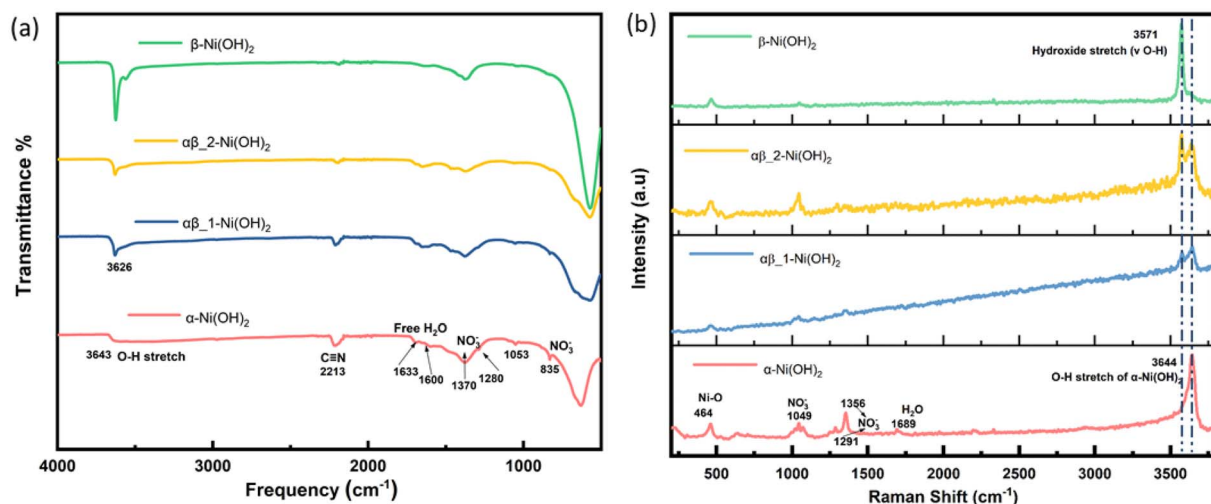 (a)
Transmittance %
β-Ni(OH)₂
αβ_2-Ni(OH)₂
αβ_1-Ni(OH)₂
3626
α-Ni(OH)₂
3643
O-H stretch
C≡N
2213
Free H₂O
1633
1600
NO₃⁻
1370
1280
1053
NO₃⁻
835
4000
3000
2000
1000
Frequency (cm⁻¹)
(b)
Intensity (a.u)
β-Ni(OH)₂
3571
Hydroxide stretch (v O-H)
αβ_2-Ni(OH)₂
αβ_1-Ni(OH)₂
α-Ni(OH)₂
3644
O-H stretch of α-Ni(OH)₂
Ni-O
464
NO₃⁻
1049
1356
NO₃⁻
1291
H₂O
1689
500
1000
1500
2000
2500
3000
3500
Raman Shift (cm⁻¹)